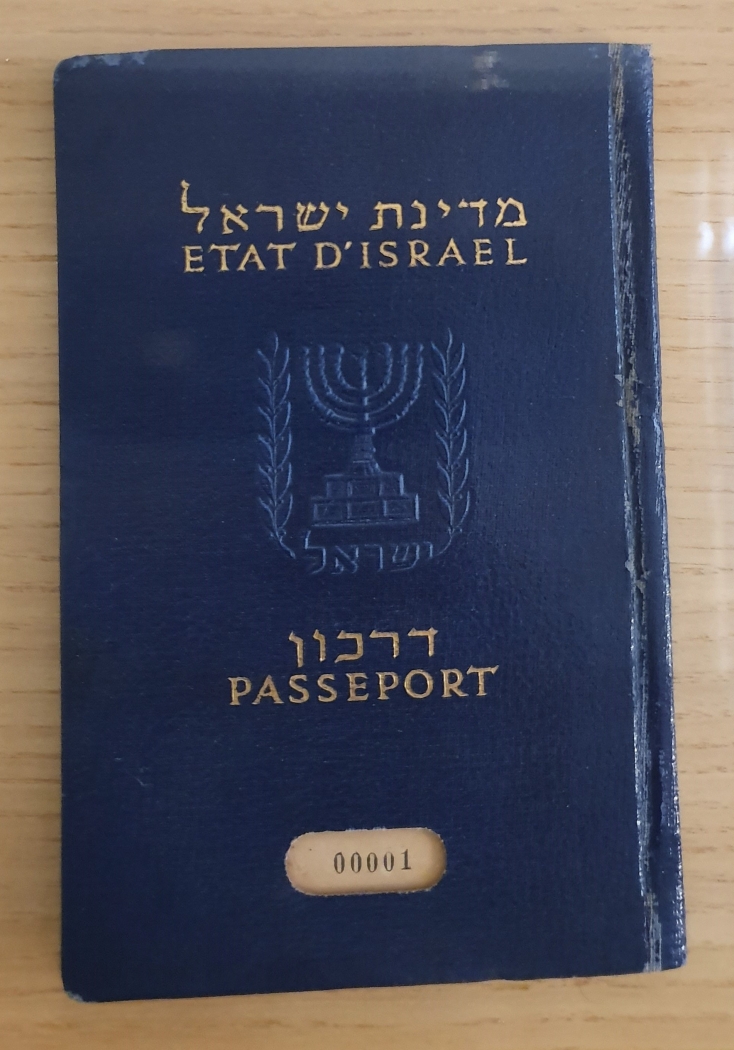 מדינת ישראל
ETAT D'ISRAEL
ישראל
דרכון
PASSEPORT
00001